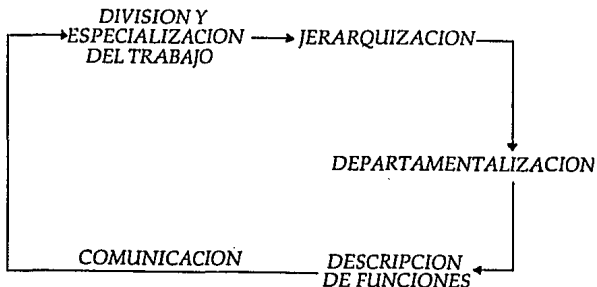 DIVISION Y
ESPECIALIZACION
DEL TRABAJO
JERARQUIZACION
DEPARTAMENTALIZACION
COMUNICACION
DESCRIPCION
DE FUNCIONES